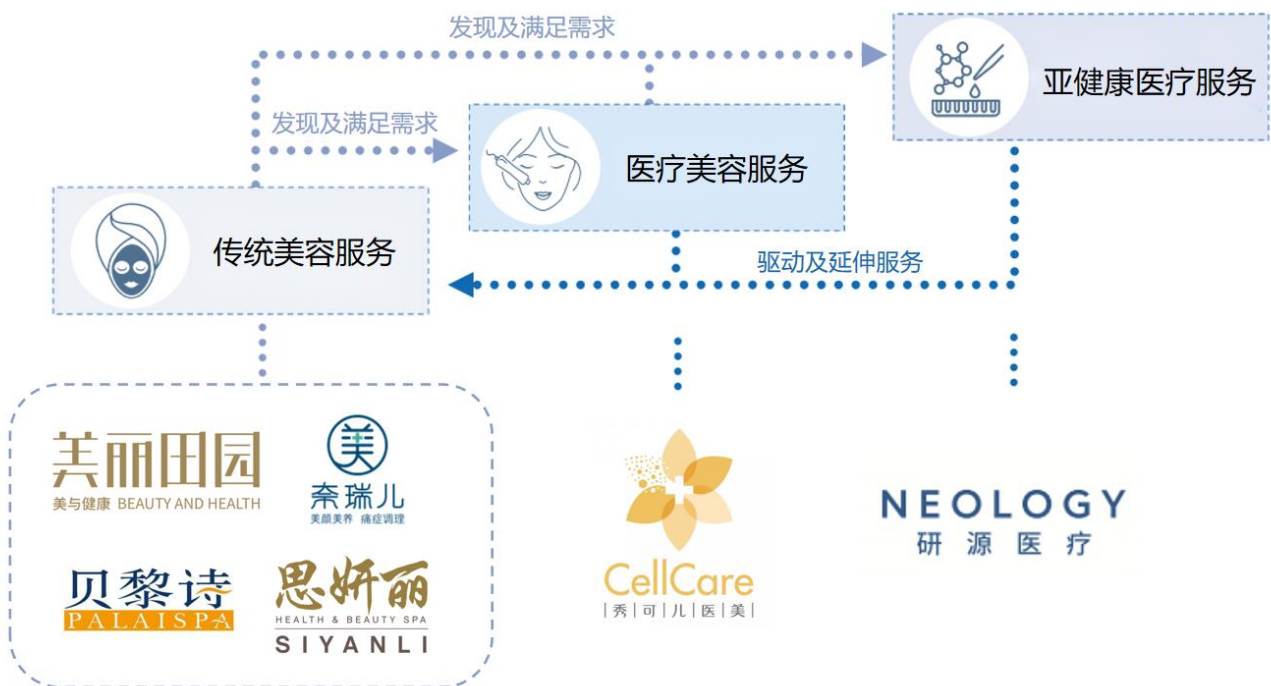 发现及满足需求
亚健康医疗服务
发现及满足需求
医疗美容服务
传统美容服务
驱动及延伸服务
美丽田园
美与健康 BEAUTY AND HEALTH
美
奈瑞儿
美颜美养 痛症调理
贝黎诗
PALAISPA
思妍丽
HEALTH & BEAUTY SPA
SIYANLI
CellCare
|秀|可|儿|医|美|
NEOLOGY
研源医疗